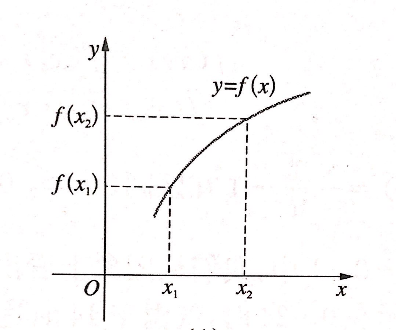 y
y=f(x)
f(x₂)
f(x₁)
O x₁ x₂ x